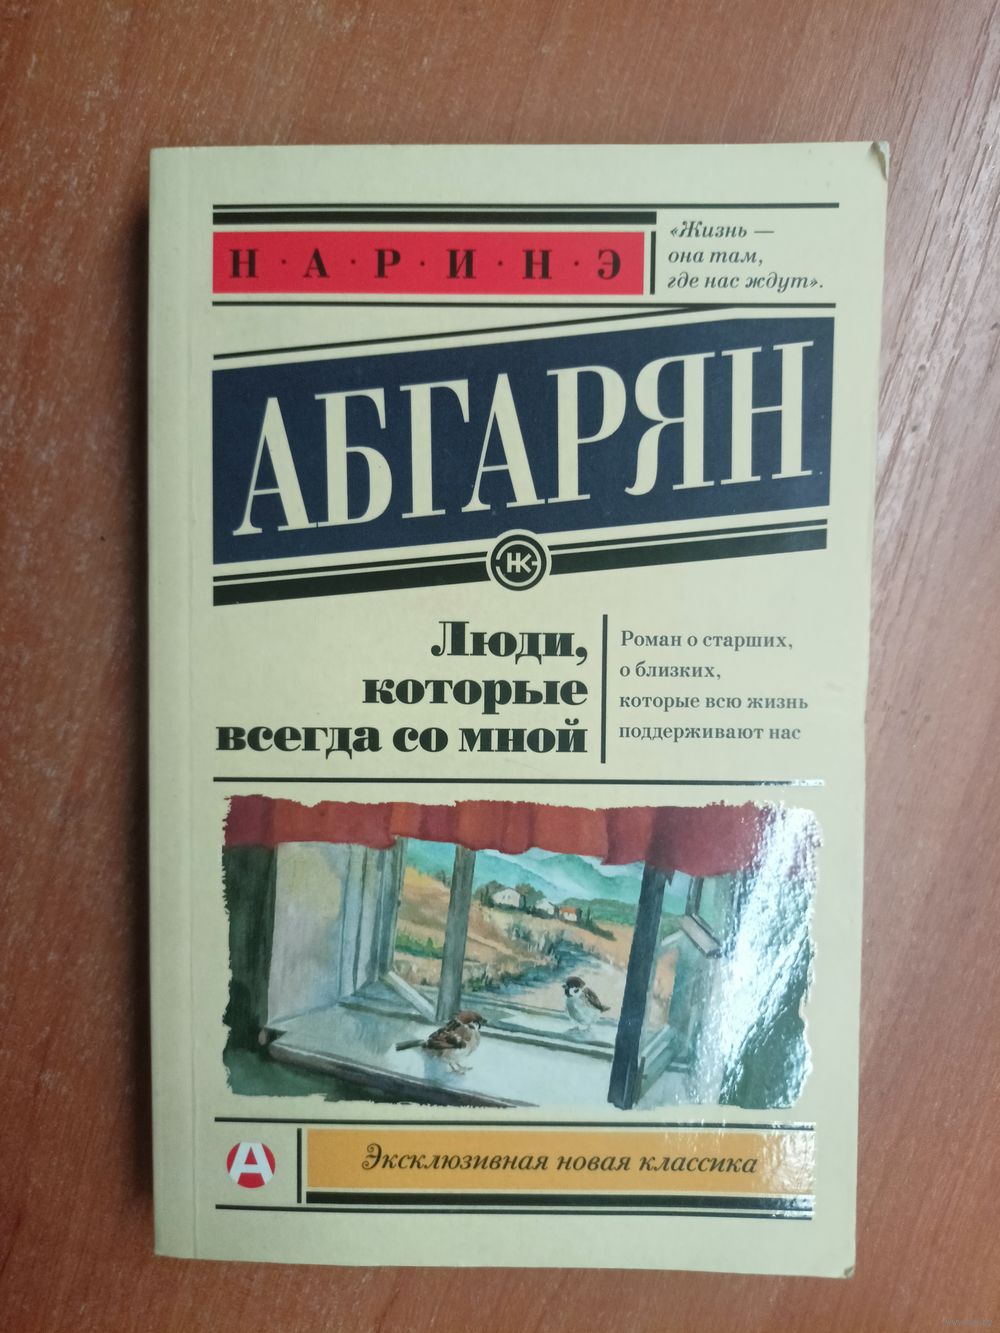 Н·А·Р·И·Н·Э
«Жизнь —
она там,
где нас ждут».
АБГАРЯН
НК
Люди,
которые
всегда со мной
Роман о старших,
о близких,
которые всю жизнь
поддерживают нас
А
Эксклюзивная новая классика